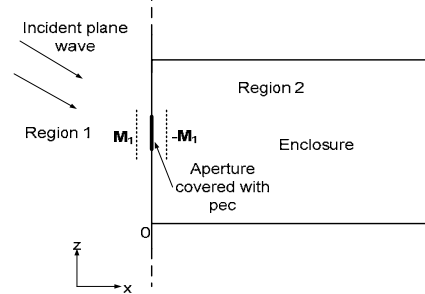 Incident plane
wave
Region 2
Region 1
M1
-M1
Enclosure
Aperture
covered with
pec
0
z
x